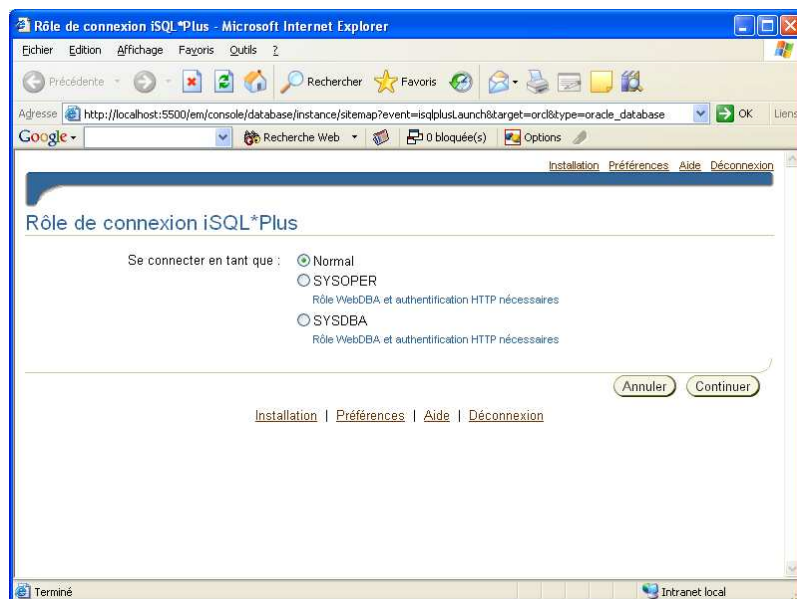 Rôle de connexion iSQL*Plus - Microsoft Internet Explorer
Eichier Edition Affichage Favoris Outils ?
Précédente Rechercher Favoris
Adresse http://localhost:5500/em/console/database/instance/sitemap?event=isqlplusLaunch&target=orcl&type=oracle_database OK Liens
Google Recherche Web 0 bloquée(s) Options
Installation Préférences Aide Déconnexion
Rôle de connexion iSQL*Plus
Se connecter en tant que : Normal
SYSOPER
Rôle WebDBA et authentification HTTP nécessaires
SYSDBA
Rôle WebDBA et authentification HTTP nécessaires
Annuler Continuer
Installation | Préférences | Aide | Déconnexion
Terminé Intranet local